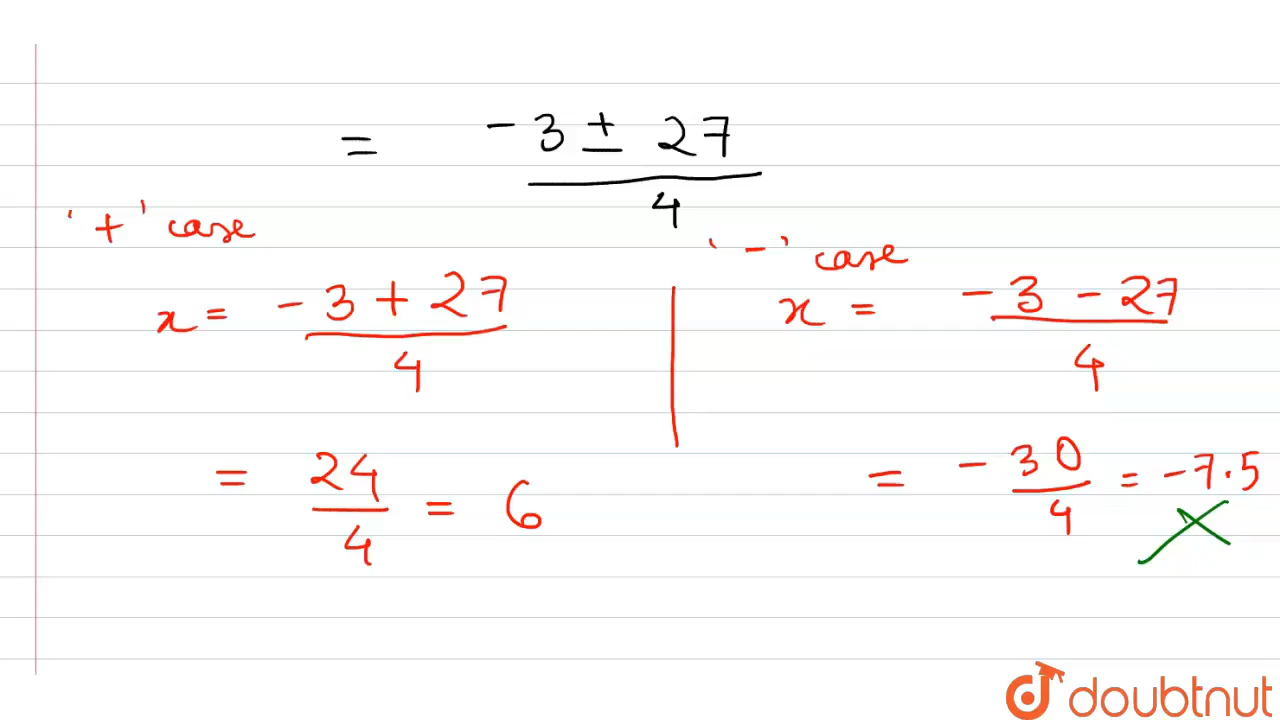 = -3 ± 27 / 4
'+' case
x = -3 + 27 / 4
= 24 / 4 = 6
'-' case
x = -3 - 27 / 4
= -30 / 4 = -7.5
doubtnut